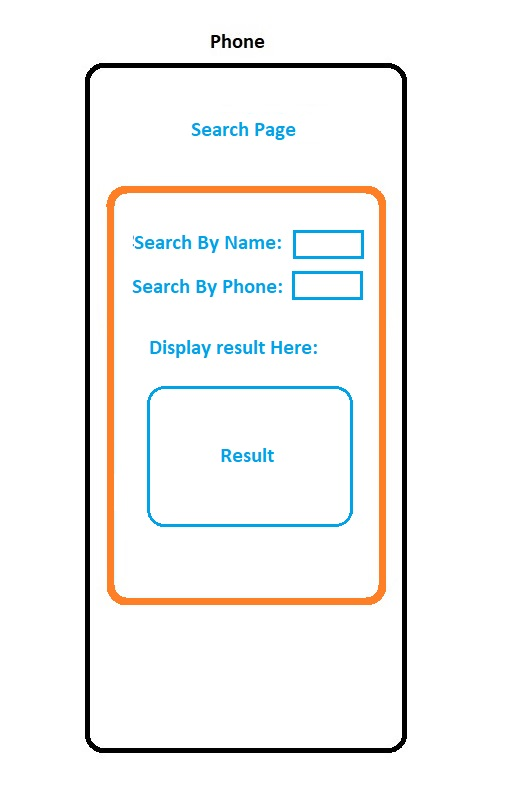 Phone
Search Page
Search By Name:
Search By Phone:
Display result Here:
Result